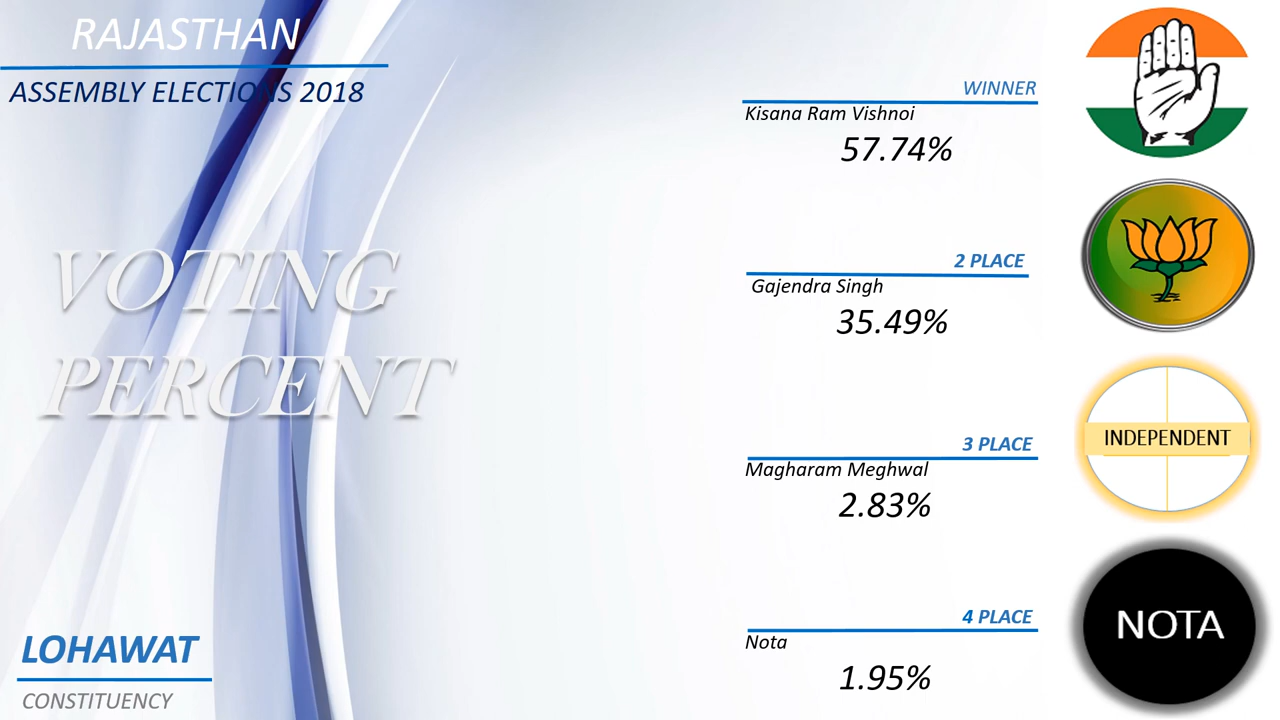 RAJASTHAN
ASSEMBLY ELECTIONS 2018
VOTING
PERCENT
LOHAWAT
CONSTITUENCY
WINNER
Kisana Ram Vishnoi
57.74%
2 PLACE
Gajendra Singh
35.49%
3 PLACE
Magharam Meghwal
2.83%
INDEPENDENT
4 PLACE
Nota
1.95%
NOTA